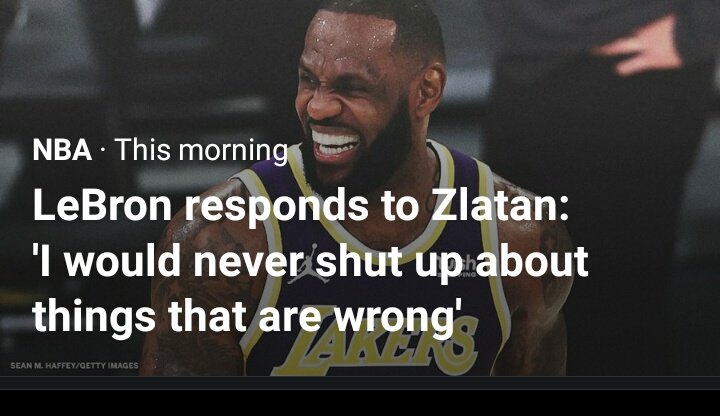 NBA · This morning
LeBron responds to Zlatan:
'I would never shut up about
things that are wrong'
LAKERS
SEAN M. HAFFEY/GETTY IMAGES